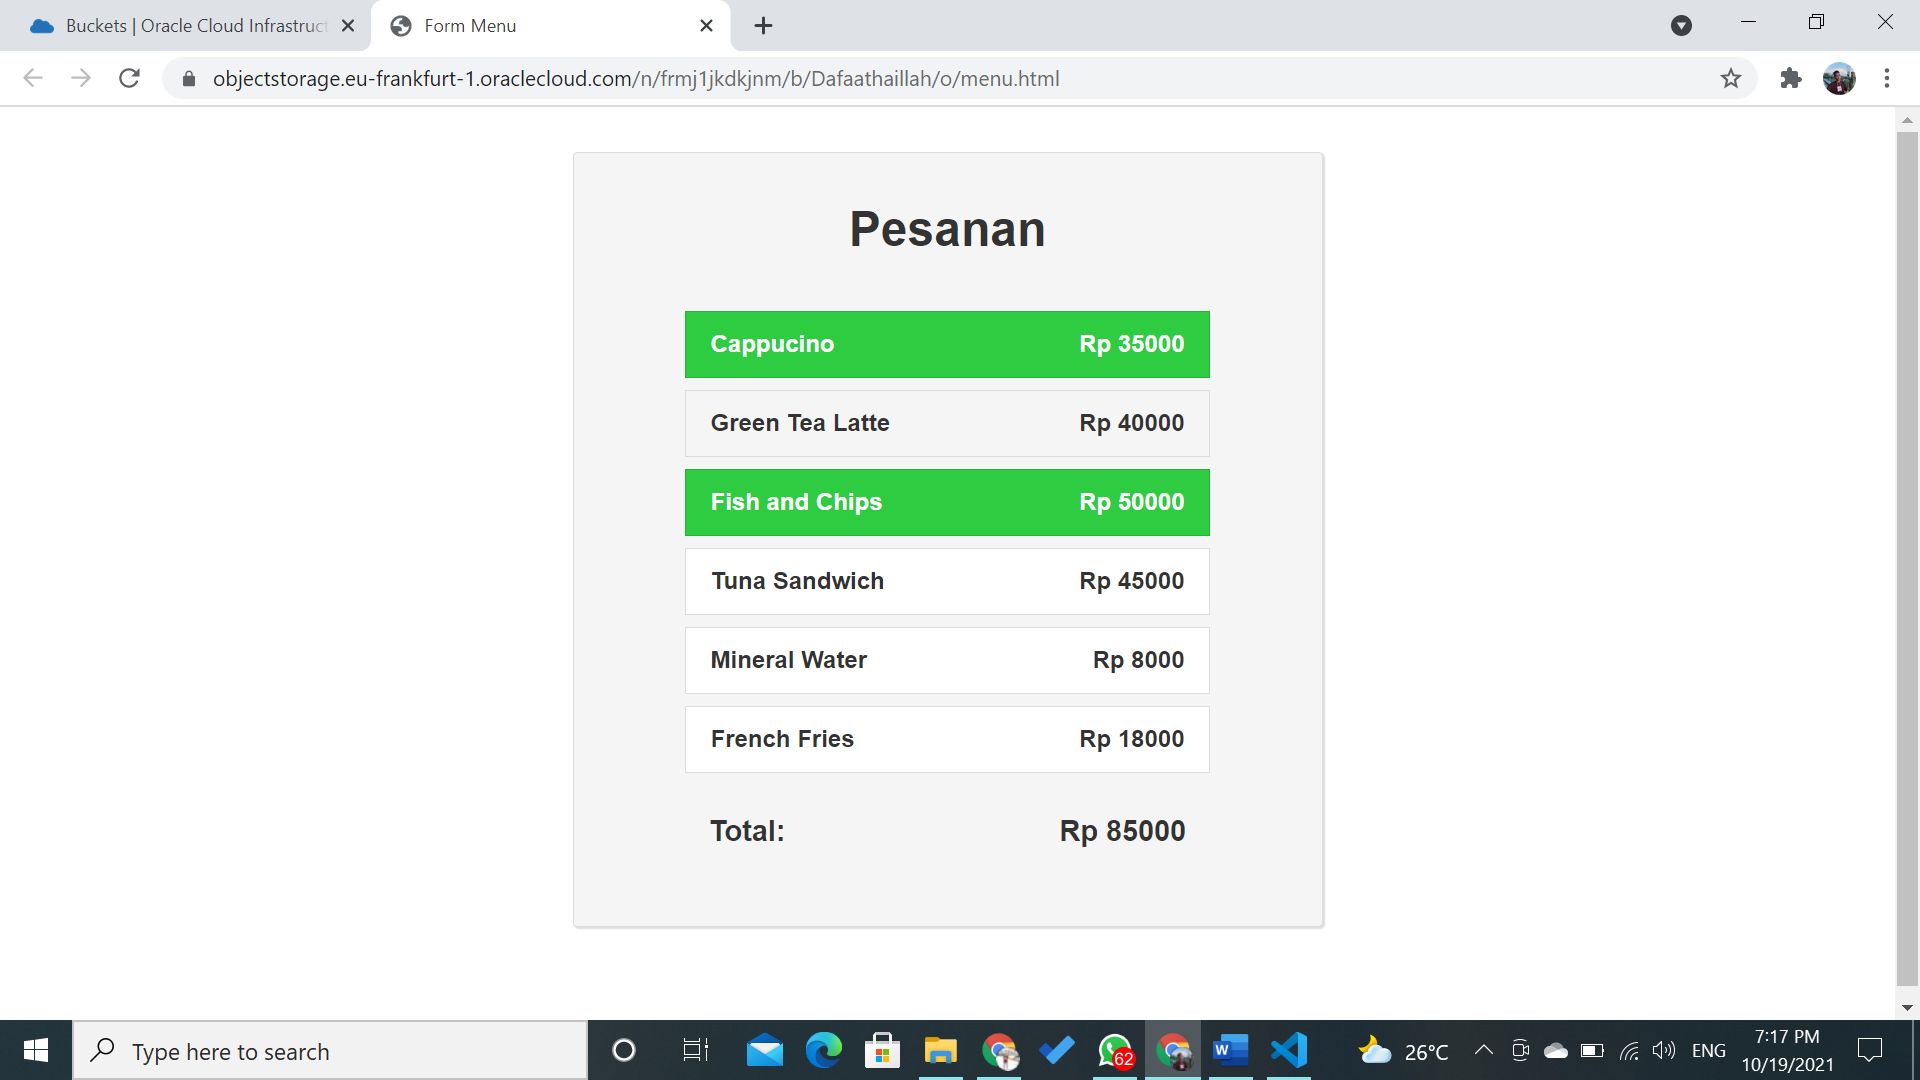 Buckets | Oracle Cloud Infrastruct
Form Menu
objectstorage.eu-frankfurt-1.oraclecloud.com/n/frmj1jkdkjnm/b/Dafaathaillah/o/menu.html
Pesanan
Cappucino Rp 35000
Green Tea Latte Rp 40000
Fish and Chips Rp 50000
Tuna Sandwich Rp 45000
Mineral Water Rp 8000
French Fries Rp 18000
Total: Rp 85000
Type here to search
W
62
26°C
ENG
7:17 PM
10/19/2021